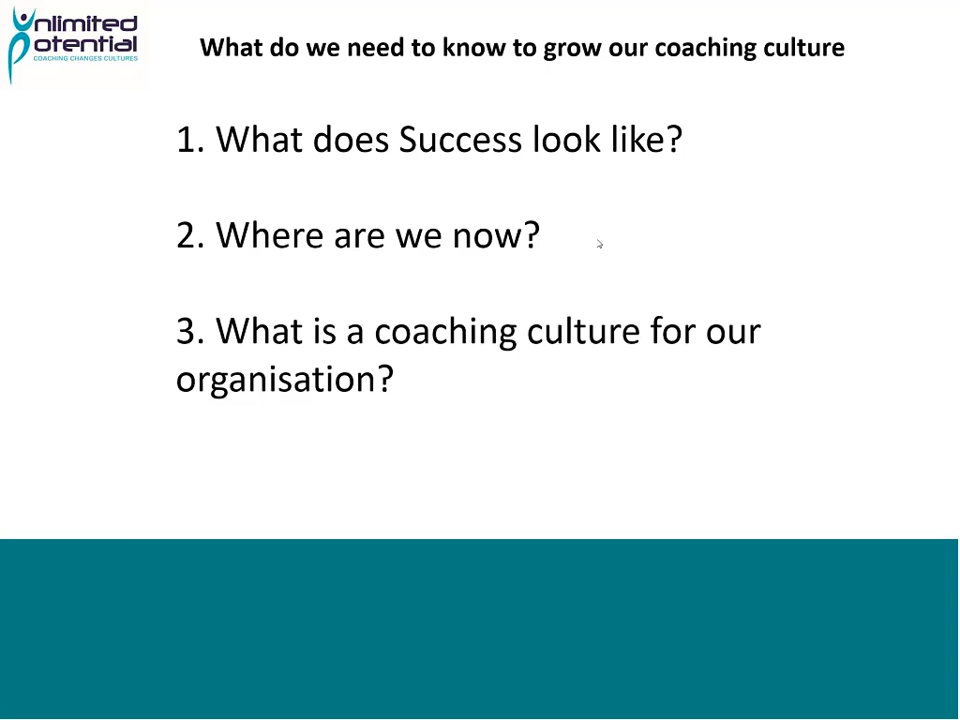 Unlimited
Potential
COACHING CHANGES CULTURES
What do we need to know to grow our coaching culture
1. What does Success look like?
2. Where are we now?
3. What is a coaching culture for our
organisation?